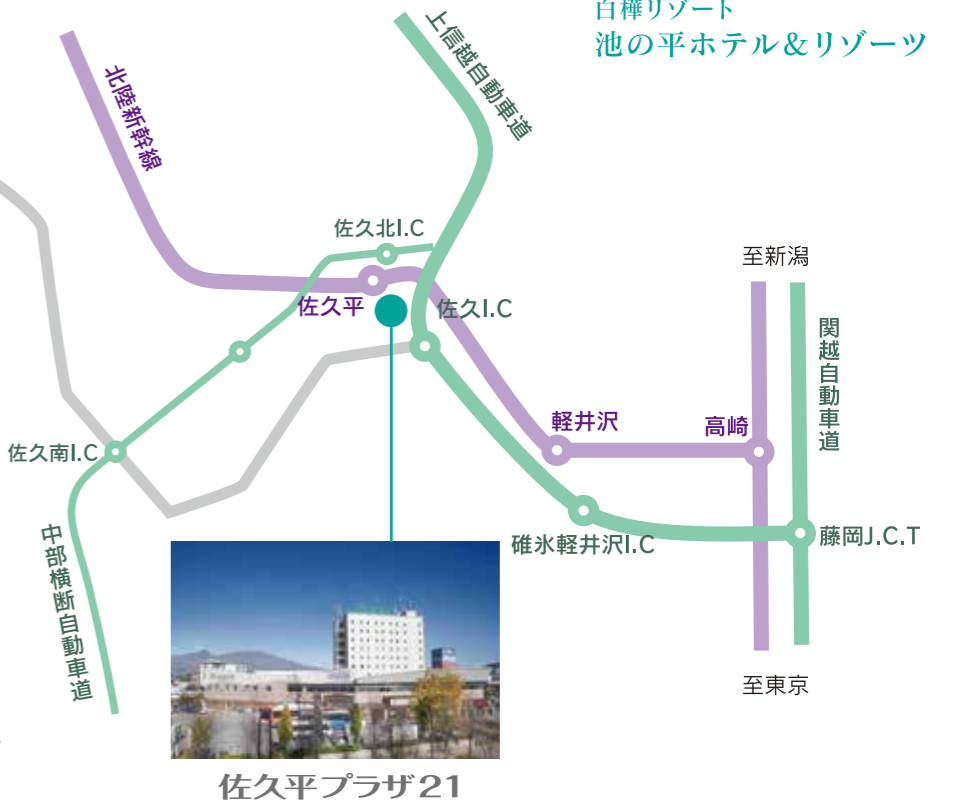 白樺リゾート
池の平ホテル&リゾーツ
上信越自動車道
北陸新幹線
佐久北I.C
至新潟
佐久平
佐久I.C
関越自動車道
軽井沢
高崎
佐久南I.C
中部横断自動車道
碓氷軽井沢I.C
藤岡J.C.T
至東京
佐久平プラザ21